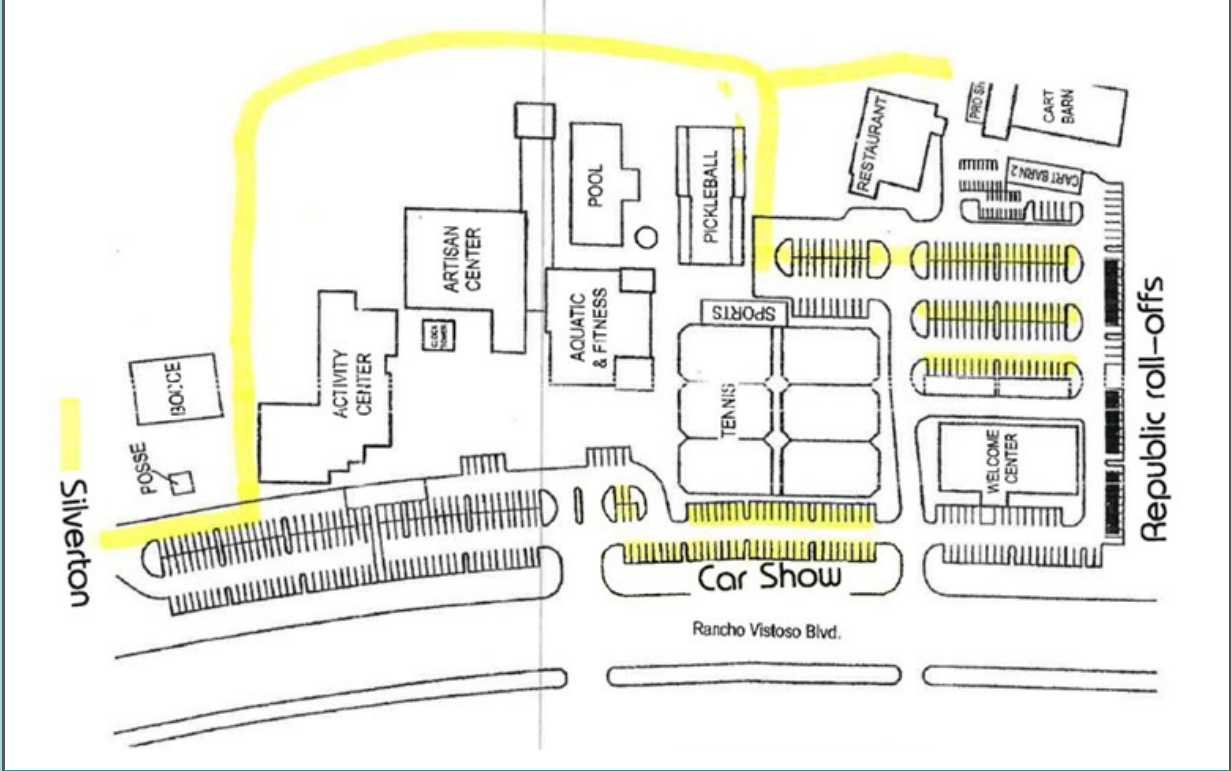 PRO SH
CART
BARN
RESTAURANT
CART BARN 2
POOL
PICKLEBALL
ARTISAN
CENTER
SPORTS
AQUATIC
& FITNESS
BOCCE
ACTIVITY
CENTER
TENNIS
POSSE
WELCOME
CENTER
Republic roll-offs
Silverton
Car Show
Rancho Vistoso Blvd.